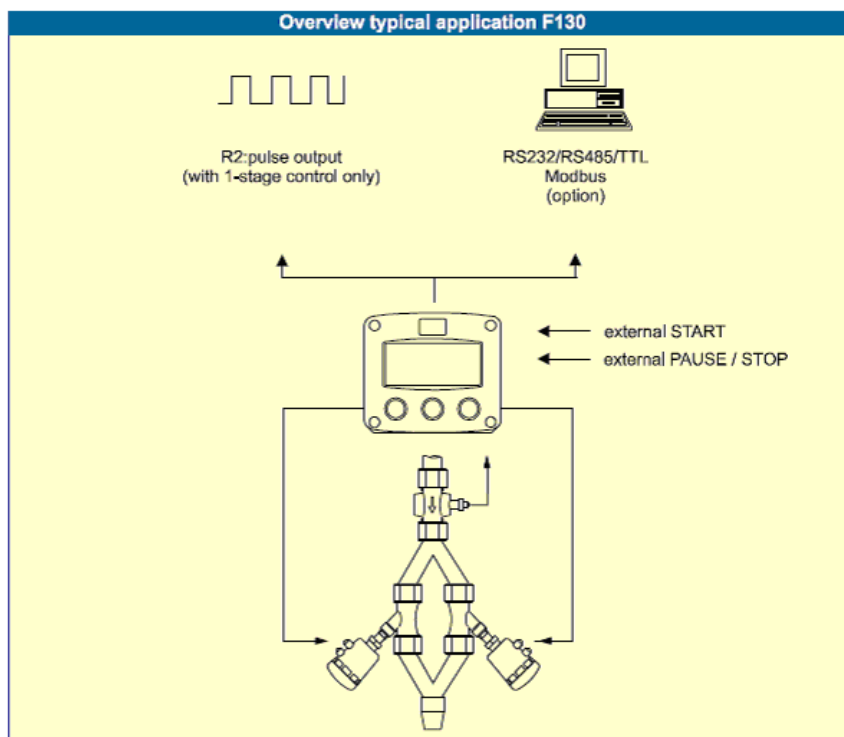 Overview typical application F130
R2:pulse output
(with 1-stage control only)
RS232/RS485/TTL
Modbus
(option)
external START
external PAUSE / STOP